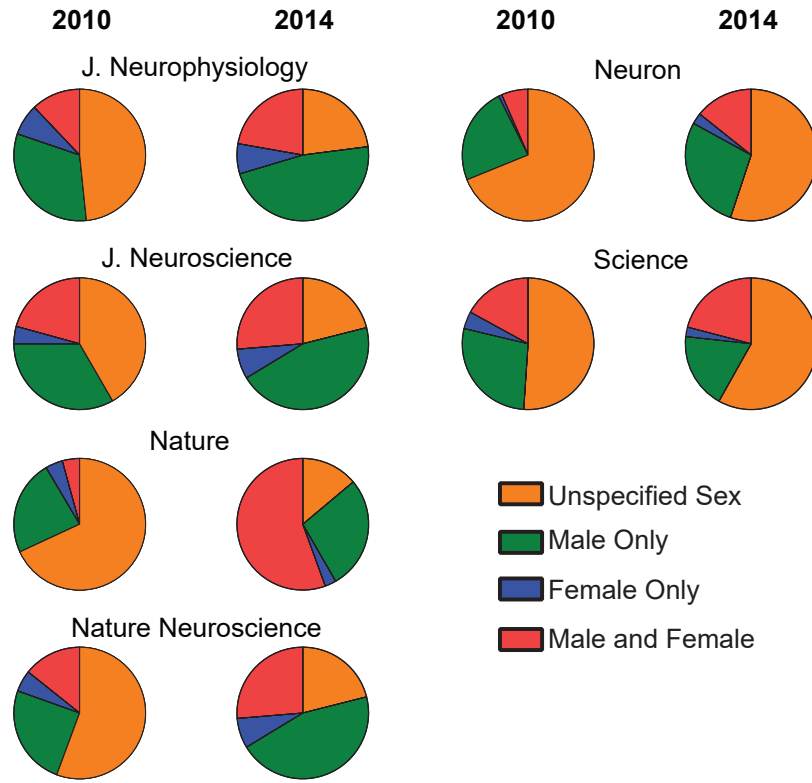 2010 2014 2010 2014
J. Neurophysiology Neuron
J. Neuroscience Science
Nature
Unspecified Sex
Male Only
Female Only
Nature Neuroscience Male and Female